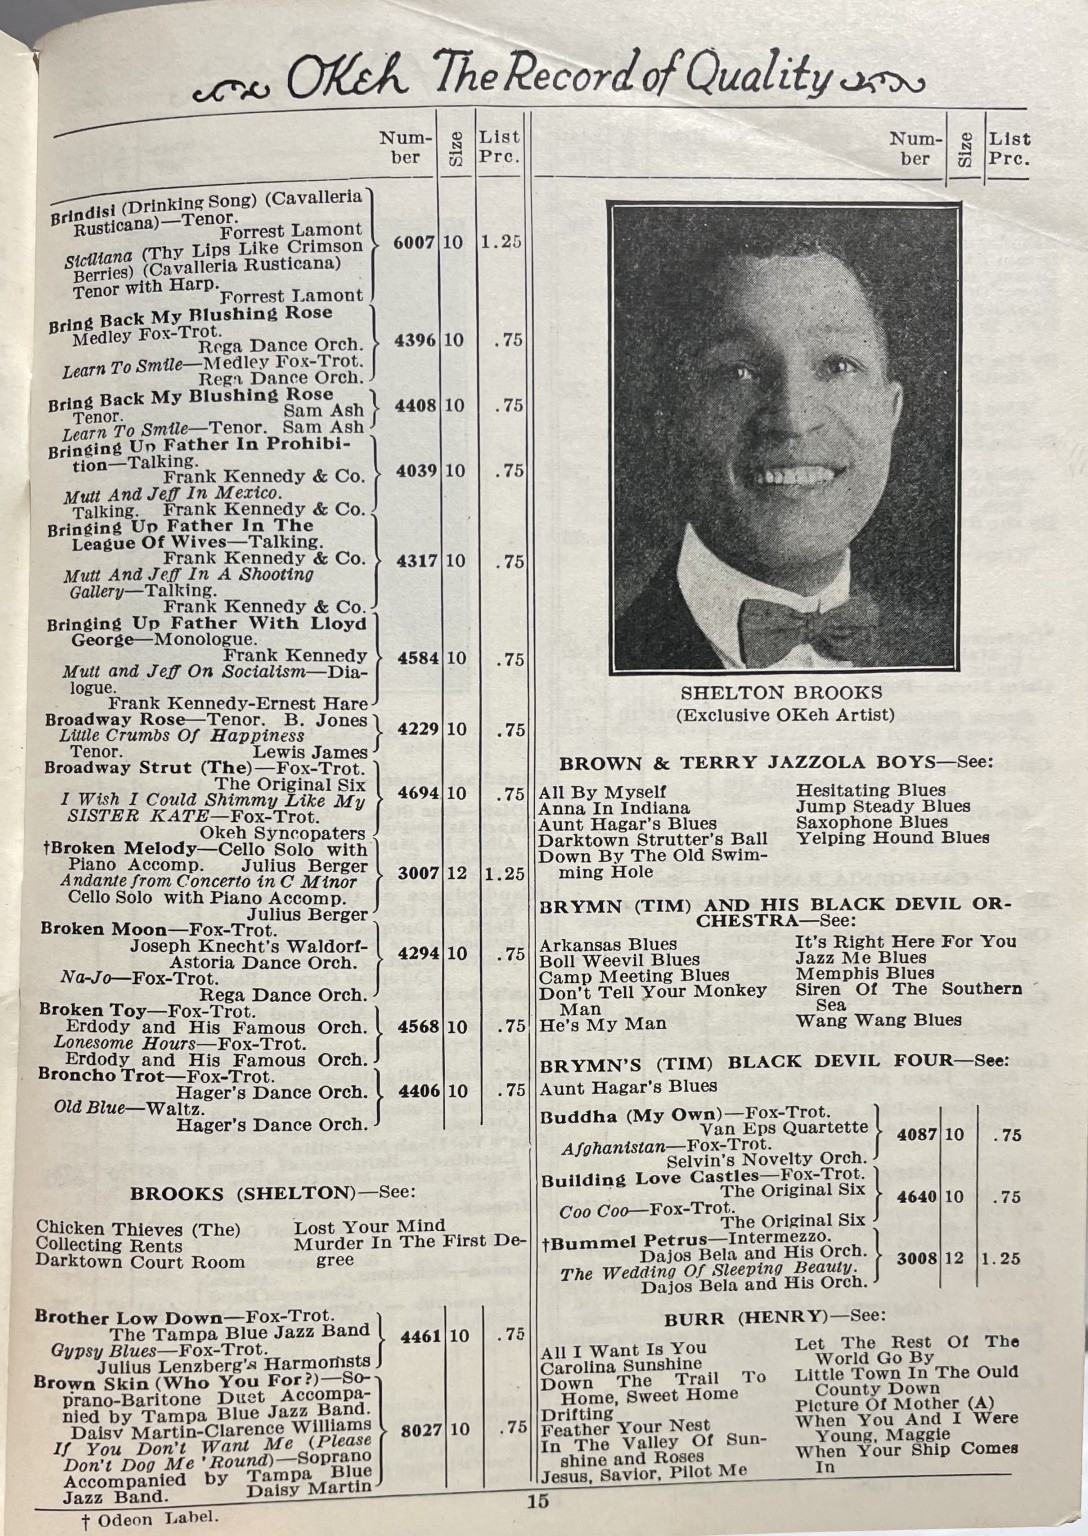 OKeh The Record of Quality
Num-
ber
Size
List
Prc.
Brindisi (Drinking Song) (Cavalleria
Rusticana)—Tenor.
Forrest Lamont
Siciliana (Thy Lips Like Crimson
Berries) (Cavalleria Rusticana)
Tenor with Harp.
Forrest Lamont
6007 10 1.25
Bring Back My Blushing Rose
Medley Fox-Trot.
Rega Dance Orch.
Learn To Smile—Medley Fox-Trot.
Rega Dance Orch.
4396 10 .75
Bring Back My Blushing Rose
Tenor. Sam Ash
Learn To Smile—Tenor. Sam Ash
4408 10 .75
Bringing Up Father In Prohibi-
tion—Talking.
Frank Kennedy & Co.
Mutt And Jeff In Mexico.
Talking. Frank Kennedy & Co.
4039 10 .75
Bringing Up Father In The
League Of Wives—Talking.
Frank Kennedy & Co.
Mutt And Jeff In A Shooting
Gallery—Talking.
Frank Kennedy & Co.
4317 10 .75
Bringing Up Father With Lloyd
George—Monologue.
Frank Kennedy
Mutt and Jeff On Socialism—Dia-
logue.
Frank Kennedy-Ernest Hare
4584 10 .75
Broadway Rose—Tenor. B. Jones
Little Crumbs Of Happiness
Tenor. Lewis James
4229 10 .75
Broadway Strut (The)—Fox-Trot.
The Original Six
I Wish I Could Shimmy Like My
SISTER KATE—Fox-Trot.
Okeh Syncopaters
4694 10 .75
†Broken Melody—Cello Solo with
Piano Accomp. Julius Berger
Andante from Concerto in C Minor
Cello Solo with Piano Accomp.
Julius Berger
3007 12 1.25
Broken Moon—Fox-Trot.
Joseph Knecht's Waldorf-
Astoria Dance Orch.
Na-Jo—Fox-Trot.
Rega Dance Orch.
4294 10 .75
Broken Toy—Fox-Trot.
Erdody and His Famous Orch.
Lonesome Hours—Fox-Trot.
Erdody and His Famous Orch.
4568 10 .75
Broncho Trot—Fox-Trot.
Hager's Dance Orch.
Old Blue—Waltz.
Hager's Dance Orch.
4406 10 .75
BROOKS (SHELTON)—See:
Chicken Thieves (The)
Collecting Rents
Darktown Court Room
Lost Your Mind
Murder In The First De-
gree
Brother Low Down—Fox-Trot.
The Tampa Blue Jazz Band
Gypsy Blues—Fox-Trot.
Julius Lenzberg's Harmonists
4461 10 .75
Brown Skin (Who You For?)—So-
prano-Baritone Duet Accompa-
nied by Tampa Blue Jazz Band.
Daisy Martin-Clarence Williams
If You Don't Want Me (Please
Don't Dog Me 'Round)—Soprano
Accompanied by Tampa Blue
Jazz Band. Daisy Martin
8027 10 .75
† Odeon Label.
Num-
ber
Size
List
Prc.
SHELTON BROOKS
(Exclusive OKeh Artist)
BROWN & TERRY JAZZOLA BOYS—See:
All By Myself
Anna In Indiana
Aunt Hagar's Blues
Darktown Strutter's Ball
Down By The Old Swim-
ming Hole
Hesitating Blues
Jump Steady Blues
Saxophone Blues
Yelping Hound Blues
BRYMN (TIM) AND HIS BLACK DEVIL OR-
CHESTRA—See:
Arkansas Blues
Boll Weevil Blues
Camp Meeting Blues
Don't Tell Your Monkey
Man
He's My Man
It's Right Here For You
Jazz Me Blues
Memphis Blues
Siren Of The Southern
Sea
Wang Wang Blues
BRYMN'S (TIM) BLACK DEVIL FOUR—See:
Aunt Hagar's Blues
Buddha (My Own)—Fox-Trot.
Van Eps Quartette
Afghanistan—Fox-Trot.
Selvin's Novelty Orch.
4087 10 .75
Building Love Castles—Fox-Trot.
The Original Six
Coo Coo—Fox-Trot.
The Original Six
4640 10 .75
†Bummel Petrus—Intermezzo.
Dajos Bela and His Orch.
The Wedding Of Sleeping Beauty.
Dajos Bela and His Orch.
3008 12 1.25
BURR (HENRY)—See:
All I Want Is You
Carolina Sunshine
Down The Trail To
Home, Sweet Home
Drifting
Feather Your Nest
In The Valley Of Sun-
shine and Roses
Jesus, Savior, Pilot Me
Let The Rest Of The
World Go By
Little Town In The Ould
County Down
Picture Of Mother (A)
When You And I Were
Young, Maggie
When Your Ship Comes
In
15